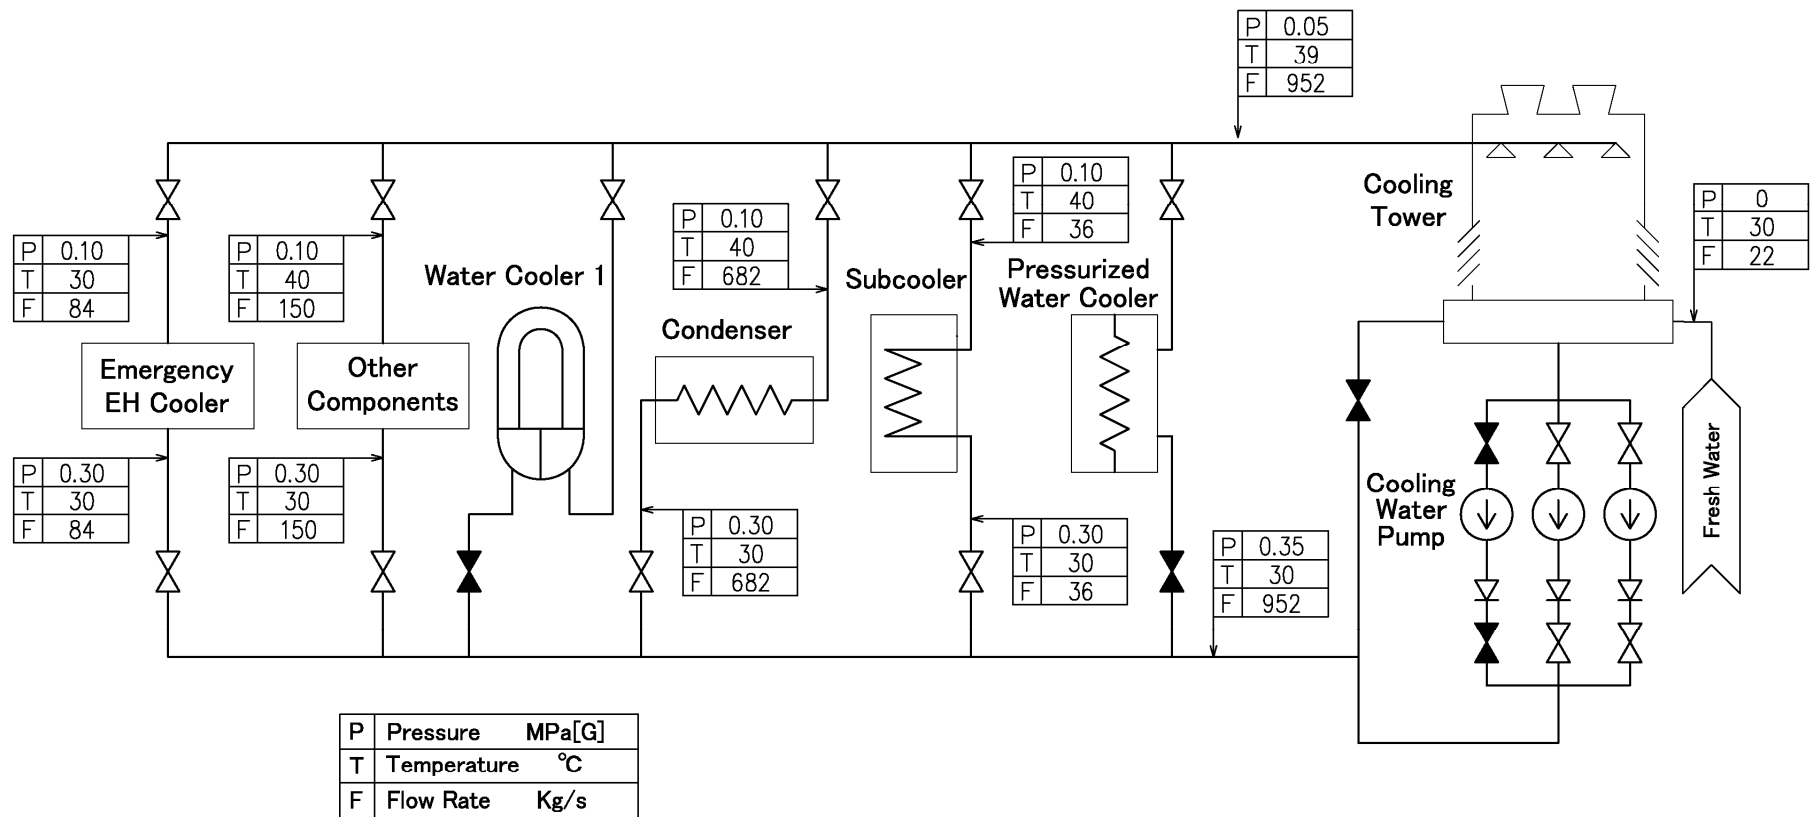 P 0.05
T 39
F 952
P 0.10
T 40
F 36
Cooling
Tower
P 0
T 30
F 22
P 0.10
T 40
F 682
P 0.10
T 30
F 84
P 0.10
T 40
F 150
Water Cooler 1
Subcooler
Pressurized
Water Cooler
Condenser
Emergency
EH Cooler
Other
Components
P 0.30
T 30
F 84
P 0.30
T 30
F 150
P 0.30
T 30
F 682
P 0.30
T 30
F 36
P 0.35
T 30
F 952
Cooling
Water
Pump
Fresh Water
P Pressure MPa[G]
T Temperature °C
F Flow Rate Kg/s